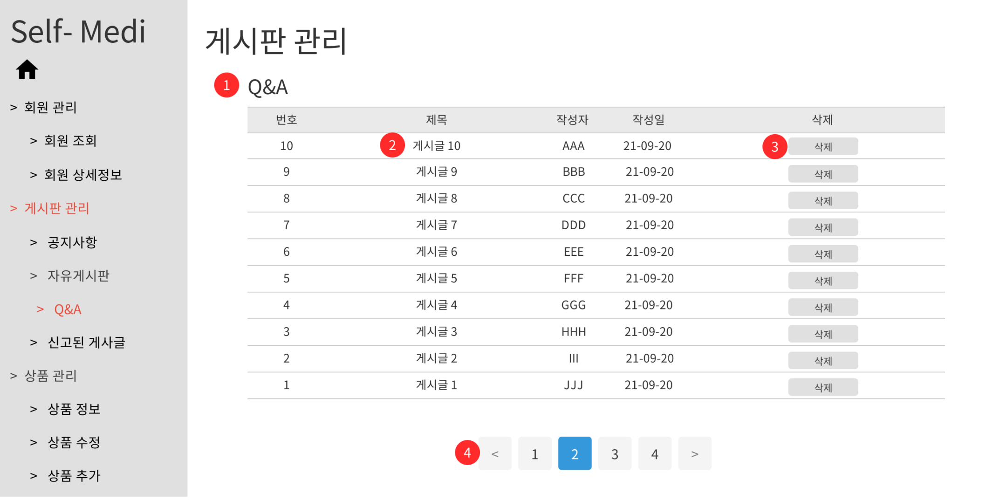 Self- Medi
> 회원 관리
> 회원 조회
> 회원 상세정보
> 게시판 관리
> 공지사항
> 자유게시판
> Q&A
> 신고된 게사글
> 상품 관리
> 상품 정보
> 상품 수정
> 상품 추가
게시판 관리
1 Q&A
번호 제목 작성자 작성일 삭제
10 2 게시글 10 AAA 21-09-20 3 삭제
9 게시글 9 BBB 21-09-20 삭제
8 게시글 8 CCC 21-09-20 삭제
7 게시글 7 DDD 21-09-20 삭제
6 게시글 6 EEE 21-09-20 삭제
5 게시글 5 FFF 21-09-20 삭제
4 게시글 4 GGG 21-09-20 삭제
3 게시글 3 HHH 21-09-20 삭제
2 게시글 2 III 21-09-20 삭제
1 게시글 1 JJJ 21-09-20 삭제
4 < 1 2 3 4 >